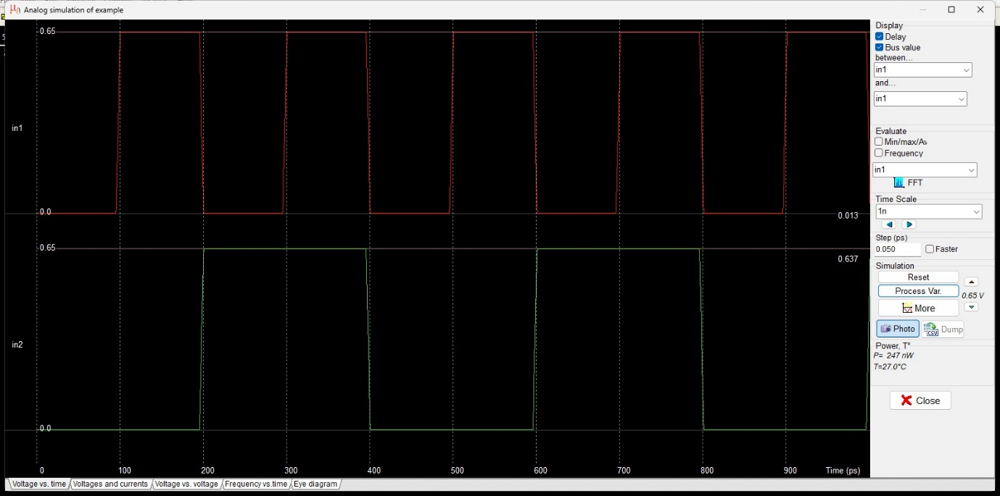 Analog simulation of example
0.65
in1
0.0
0.013
0.65
0.637
in2
0.0
0 100 200 300 400 500 600 700 800 900 Time (ps)
Voltage vs. time Voltages and currents Voltage vs. voltage Frequency vs.time Eye diagram
Display
Delay
Bus value
between...
in1
and...
in1
Evaluate
Min/max/Av
Frequency
in1
FFT
Time Scale
1n
Step (ps)
0.050 Faster
Simulation
Reset
Process Var.
0.65 V
More
Photo CSV Dump
Power, T°
P= 247 nW
T=27.0°C
Close